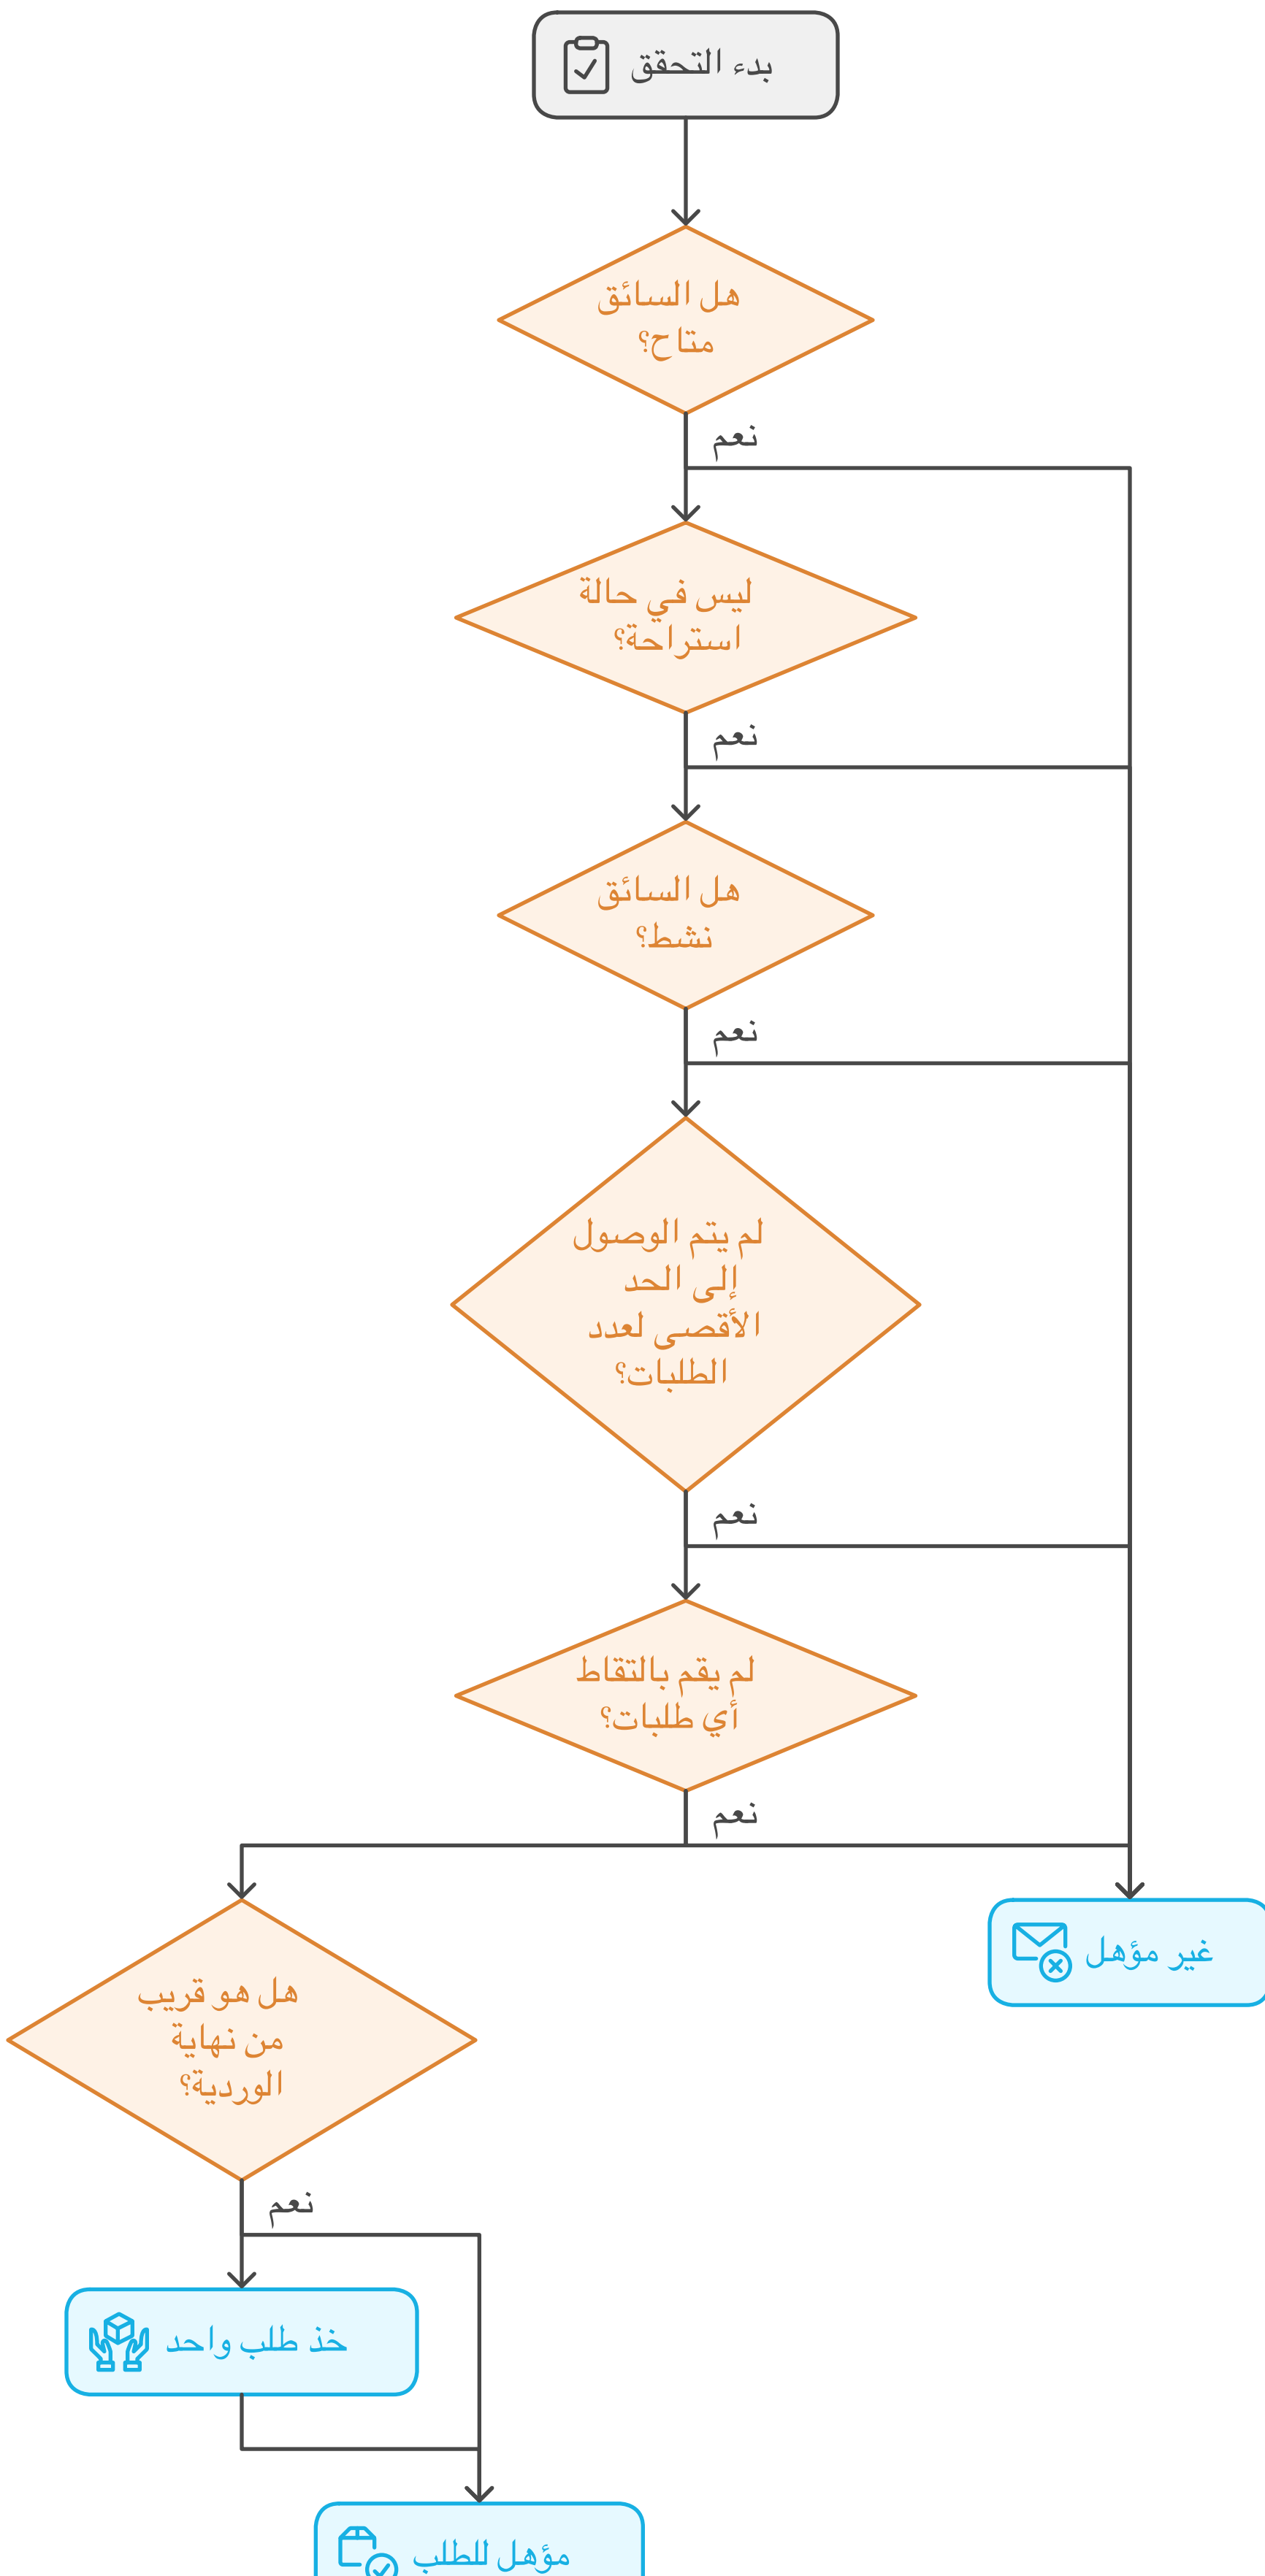 بدء التحقق
هل السائق
متاح؟
نعم
ليس في حالة
استراحة؟
نعم
هل السائق
نشط؟
نعم
لم يتم الوصول
إلى الحد
الأقصى لعدد
الطلبات؟
نعم
لم يقم بالتقاط
أي طلبات؟
نعم
غير مؤهل
هل هو قريب
من نهاية
الوردية؟
نعم
خذ طلب واحد
مؤهل للطلب